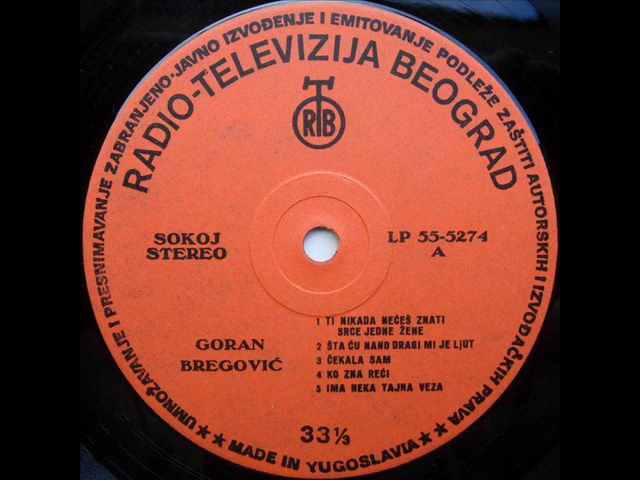 UMNOŽAVANJE I PRESNIMAVANJE ZABRANJENO-JAVNO IZVOĐENJE I EMITOVANJE PODLEŽE ZAŠTITI AUTORSKIH I IZVOĐAČKIH PRAVA
RADIO-TELEVIZIJA BEOGRAD
RTB
SOKOJ
STEREO
LP 55-5274
A
GORAN
BREGOVIĆ
1 TI NIKADA NEĆEŠ ZNATI
SRCE JEDNE ŽENE
2 ŠTA ĆU NANO DRAGI MI JE LJUT
3 ČEKALA SAM
4 KO ZNA REĆI
5 IMA NEKA TAJNA VEZA
33⅓
MADE IN YUGOSLAVIA